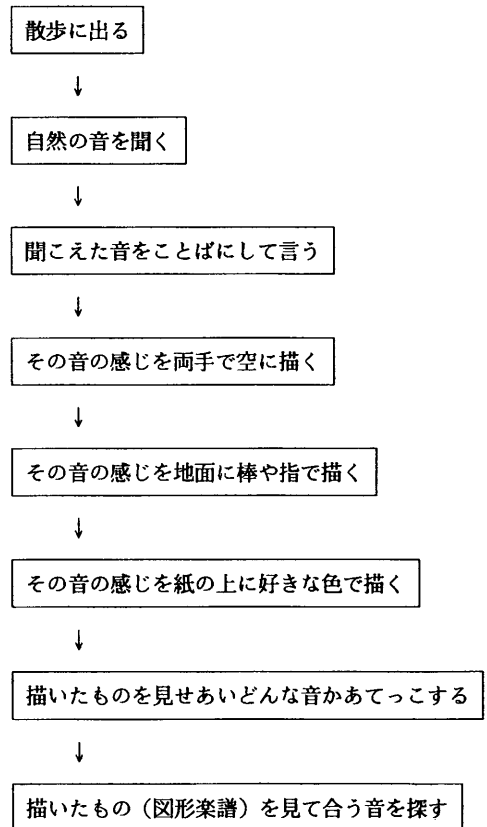 散歩に出る
↓
自然の音を聞く
↓
聞こえた音をことばにして言う
↓
その音の感じを両手で空に描く
↓
その音の感じを地面に棒や指で描く
↓
その音の感じを紙の上に好きな色で描く
↓
描いたものを見せあいどんな音かあてっこする
↓
描いたもの（図形楽譜）を見て合う音を探す